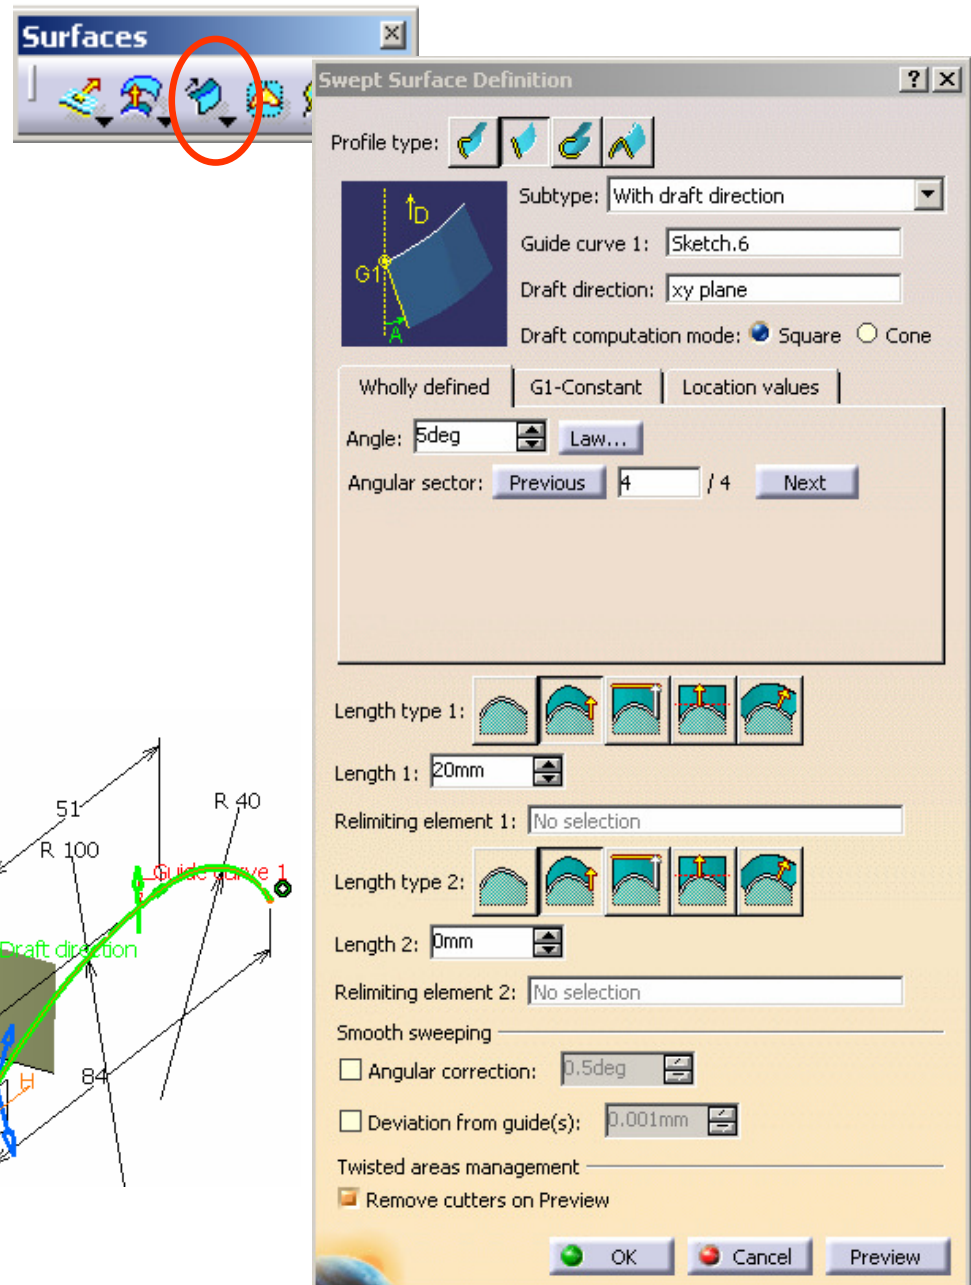 Surfaces
Swept Surface Definition
Profile type:
Subtype: With draft direction
D
G1
A
Guide curve 1: Sketch.6
Draft direction: xy plane
Draft computation mode: Square Cone
Wholly defined G1-Constant Location values
Angle: 5deg Law...
Angular sector: Previous 4 / 4 Next
Length type 1:
Length 1: 20mm
Relimiting element 1: No selection
Length type 2:
Length 2: 0mm
Relimiting element 2: No selection
Smooth sweeping
Angular correction: 0.5deg
Deviation from guide(s): 0.001mm
Twisted areas management
Remove cutters on Preview
OK Cancel Preview
51
R 40
R 100
Guide curve 1
Draft direction
H
84